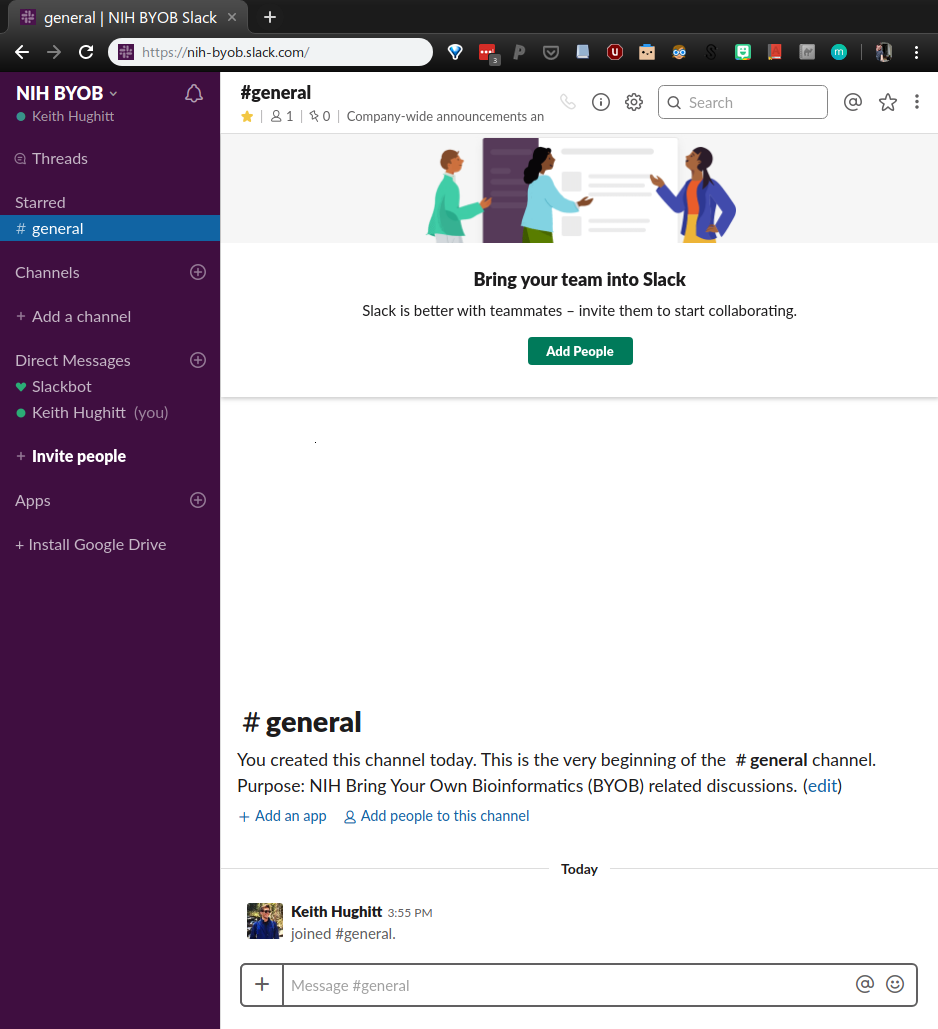 general | NIH BYOB Slack
https://nih-byob.slack.com/
3
U
S
m
NIH BYOB
Keith Hughitt
Threads
Starred
# general
Channels
+ Add a channel
Direct Messages
Slackbot
Keith Hughitt (you)
+ Invite people
Apps
+ Install Google Drive
#general
1 | 0 | Company-wide announcements an
Search
Bring your team into Slack
Slack is better with teammates – invite them to start collaborating.
Add People
# general
You created this channel today. This is the very beginning of the # general channel.
Purpose: NIH Bring Your Own Bioinformatics (BYOB) related discussions. (edit)
+ Add an app Add people to this channel
Today
Keith Hughitt 3:55 PM
joined #general.
+ Message #general @